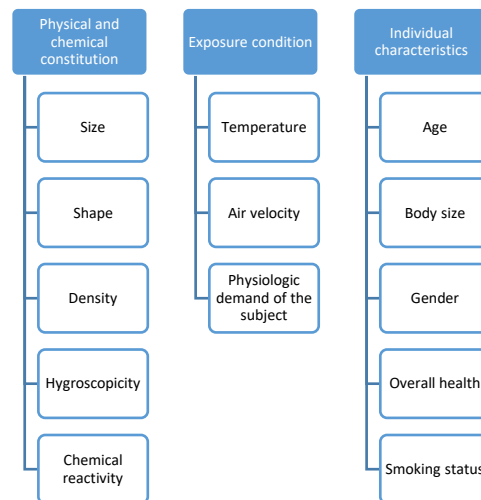 Physical and
chemical
constitution
Size
Shape
Density
Hygroscopicity
Chemical
reactivity
Exposure condition
Temperature
Air velocity
Physiologic
demand of the
subject
Individual
characteristics
Age
Body size
Gender
Overall health
Smoking status